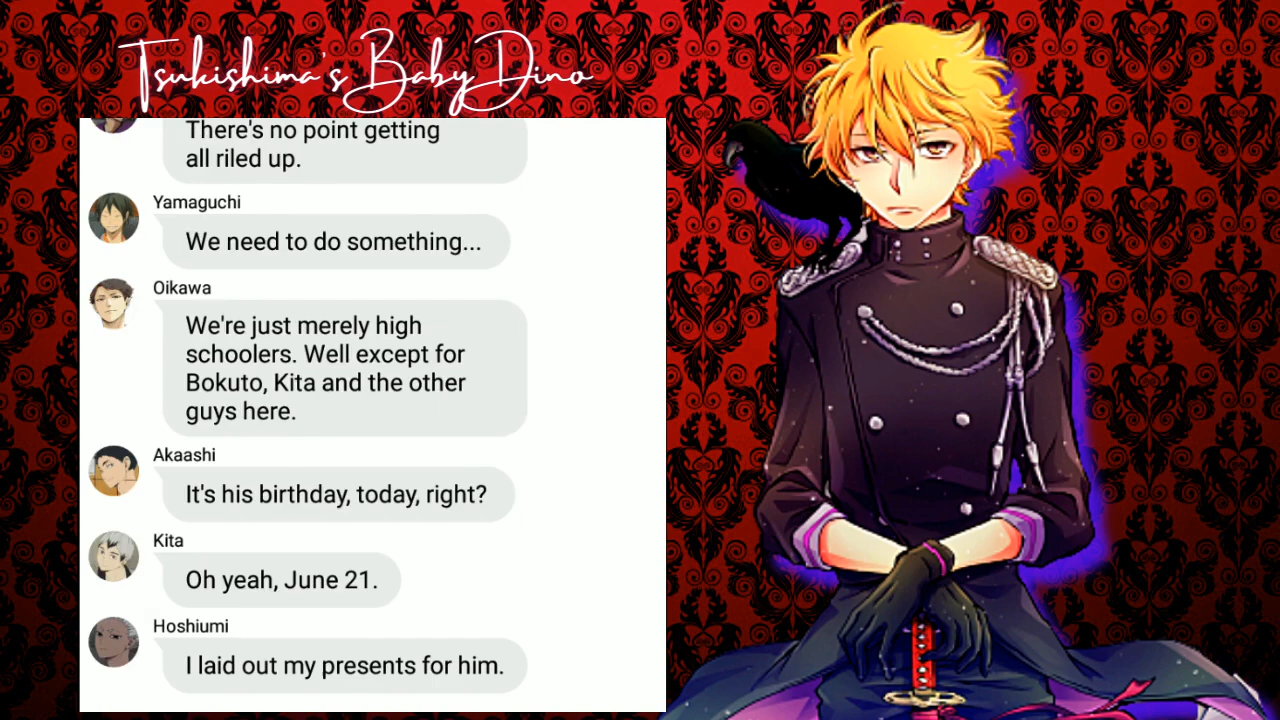 Tsukishima's Baby Dino
There's no point getting
all riled up.
Yamaguchi
We need to do something...
Oikawa
We're just merely high
schoolers. Well except for
Bokuto, Kita and the other
guys here.
Akaashi
It's his birthday, today, right?
Kita
Oh yeah, June 21.
Hoshiumi
I laid out my presents for him.